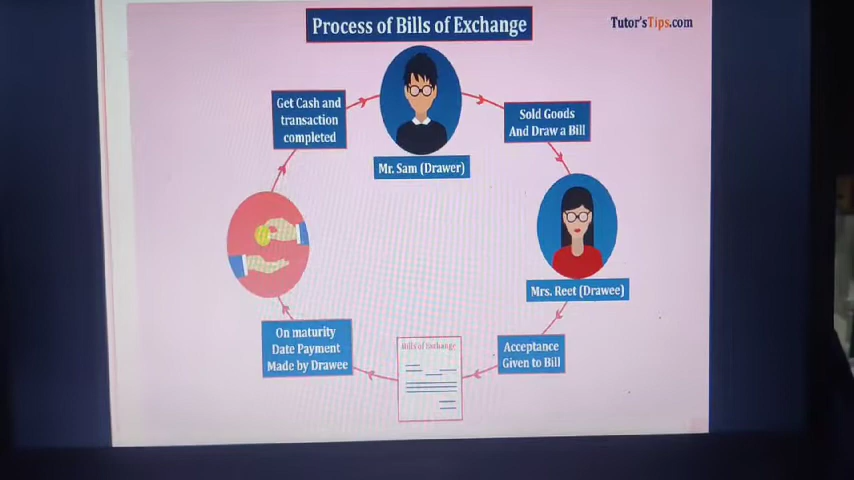 Process of Bills of Exchange
Tutor'sTips.com
Get Cash and
transaction
completed
Sold Goods
And Draw a Bill
Mr. Sam (Drawer)
Mrs. Reet (Drawee)
On maturity
Date Payment
Made by Drawee
Bills of Exchange
Acceptance
Given to Bill